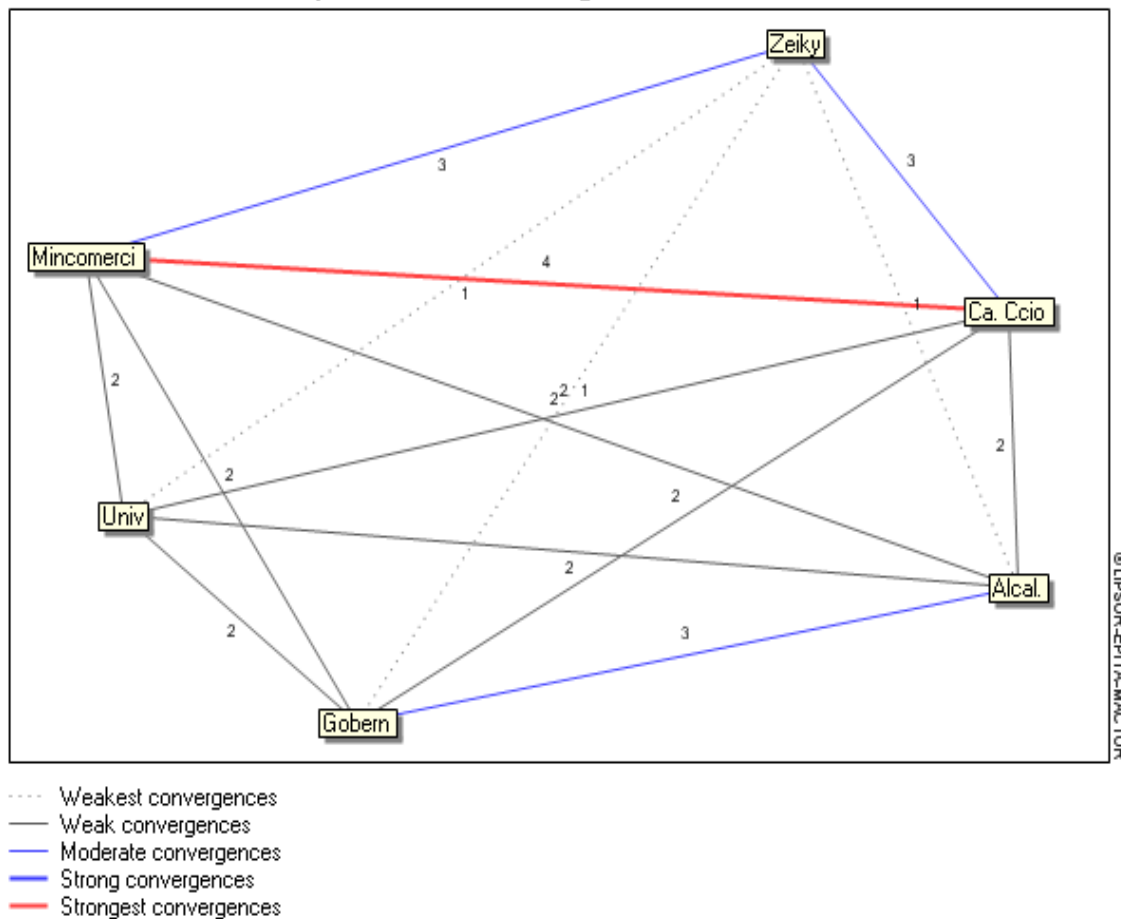 Zeiky
3
3
Mincomerci
4
1
1
Ca. Ccio
2
2
2
1
2
2
2
Univ
2
Alcal.
2
3
Gobern
©LIPSOR-EPITA-MACTOR
Weakest convergences
Weak convergences
Moderate convergences
Strong convergences
Strongest convergences